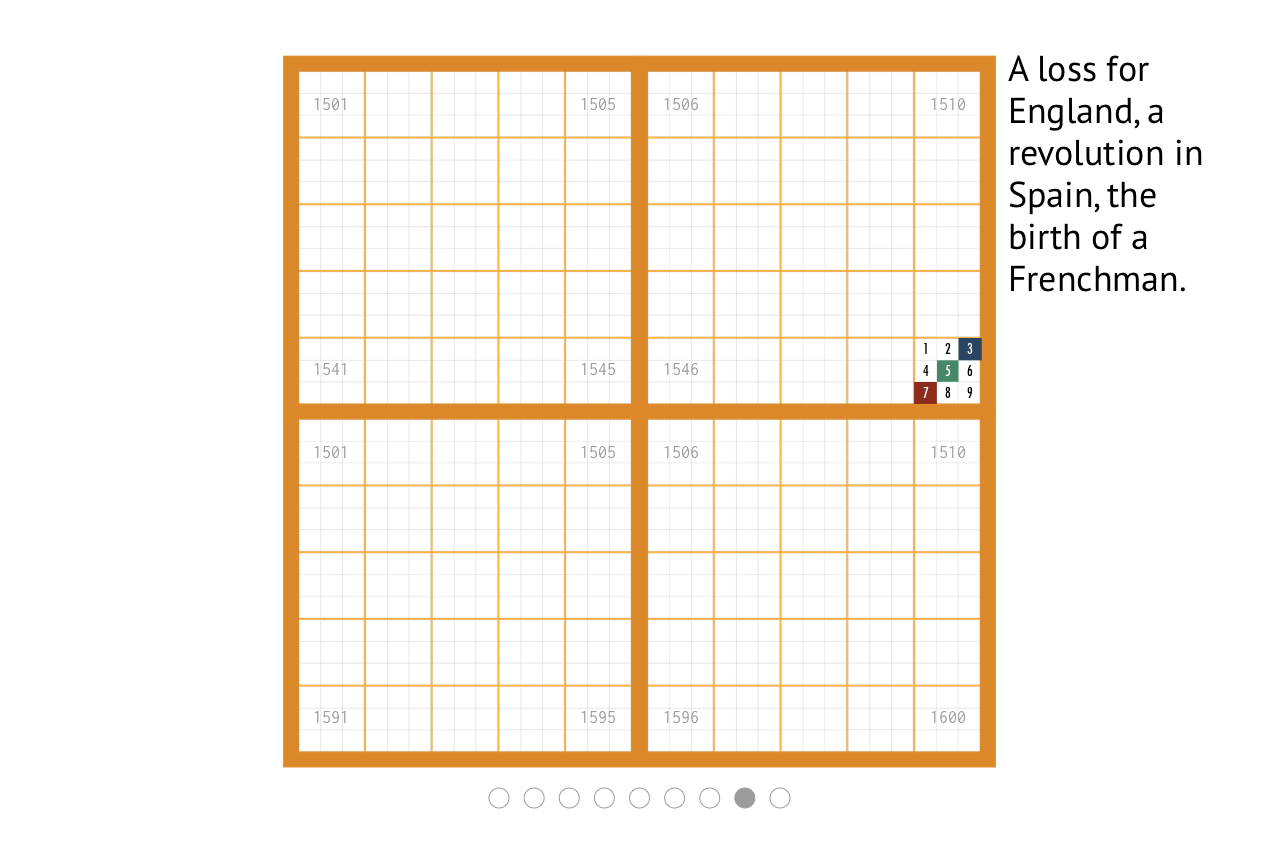 A loss for
England, a
revolution in
Spain, the
birth of a
Frenchman.
1501 1505 1506 1510
1 2 3
4 5 6
7 8 9
1541 1545 1546
1501 1505 1506 1510
1591 1595 1596 1600